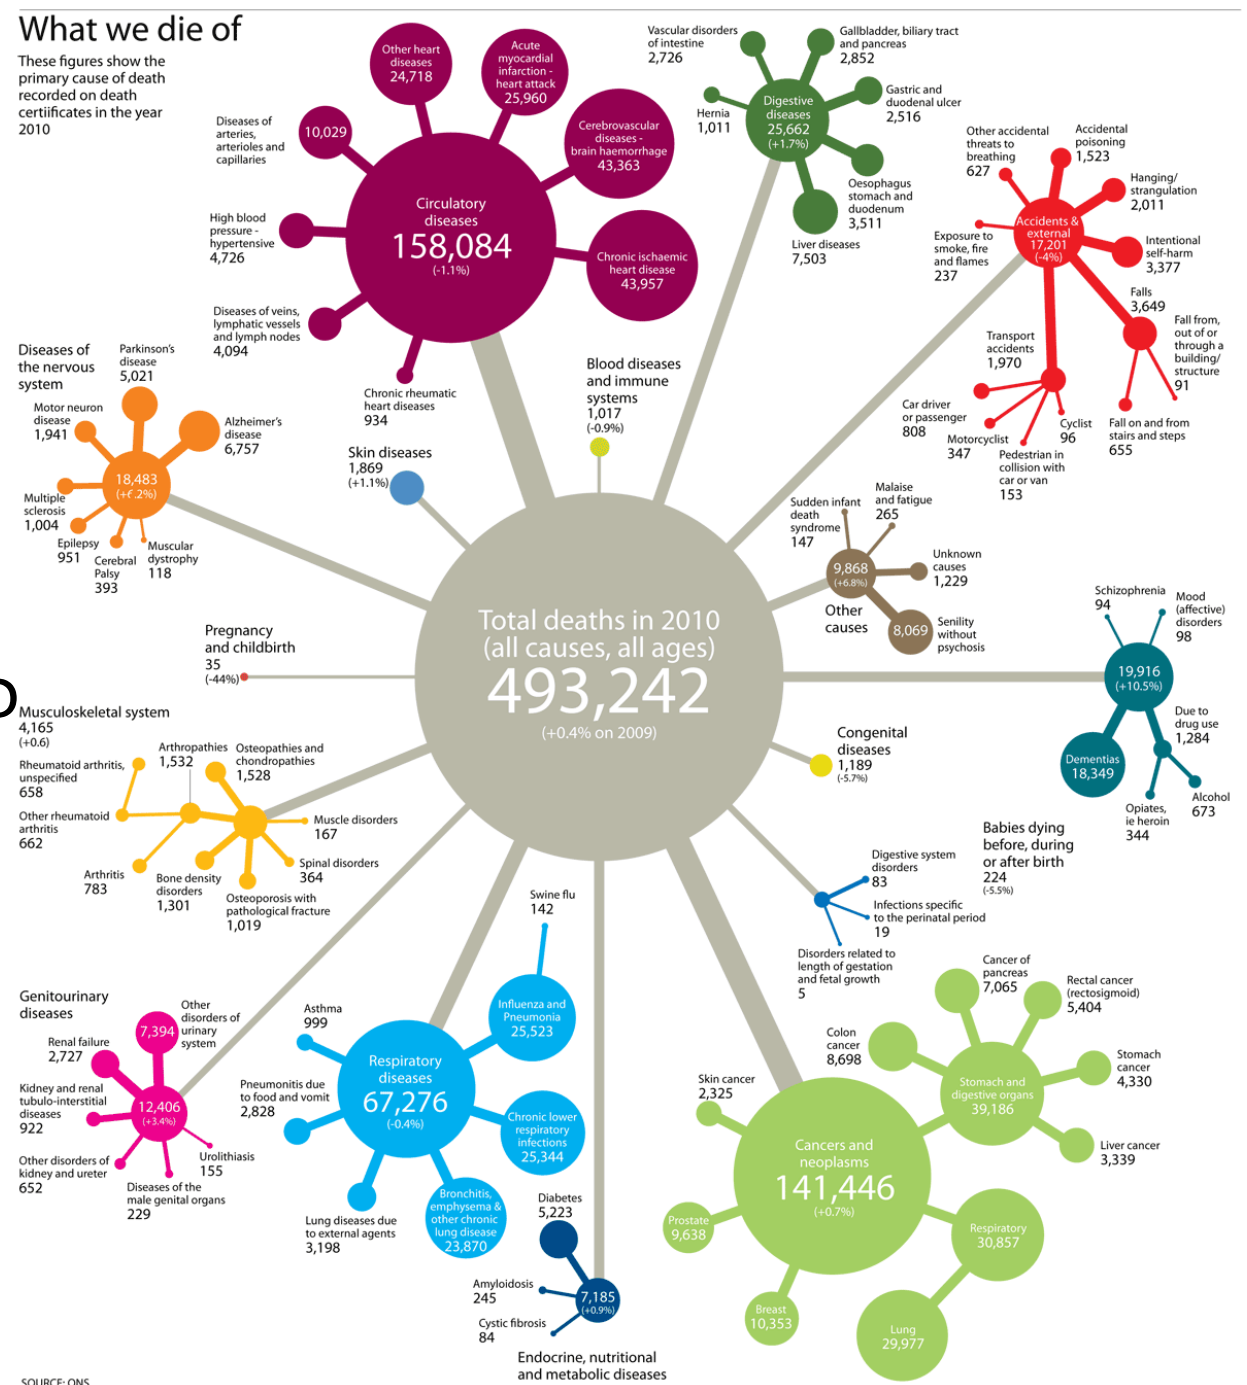 What we die of
These figures show the
primary cause of death
recorded on death
certiificates in the year
2010
Circulatory
diseases
158,084
(-1.1%)
Other heart
diseases
24,718
Acute
myocardial
infarction -
heart attack
25,960
Cerebrovascular
diseases -
brain haemorrhage
43,363
Chronic ischaemic
heart disease
43,957
Diseases of
arteries,
arterioles and
capillaries
10,029
High blood
pressure -
hypertensive
4,726
Diseases of veins,
lymphatic vessels
and lymph nodes
4,094
Chronic rheumatic
heart diseases
934
Vascular disorders
of intestine
2,726
Gallbladder, biliary tract
and pancreas
2,852
Hernia
1,011
Digestive
diseases
25,662
(+1.7%)
Gastric and
duodenal ulcer
2,516
Oesophagus
stomach and
duodenum
3,511
Liver diseases
7,503
Other accidental
threats to
breathing
627
Accidental
poisoning
1,523
Hanging/
strangulation
2,011
Accidents &
external
17,201
(-4%)
Exposure to
smoke, fire
and flames
237
Intentional
self-harm
3,377
Falls
3,649
Fall from,
out of or
through a
building/
structure
91
Transport
accidents
1,970
Car driver
or passenger
808
Motorcyclist
347
Cyclist
96
Pedestrian in
collision with
car or van
153
Fall on and from
stairs and steps
655
Diseases of
the nervous
system
Parkinson's
disease
5,021
Motor neuron
disease
1,941
Alzheimer's
disease
6,757
18,483
Multiple
sclerosis
1,004
Epilepsy
951
Cerebral
Palsy
393
Muscular
dystrophy
118
Skin diseases
1,869
(+1.1%)
Blood diseases
and immune
systems
1,017
(-0.9%)
Total deaths in 2010
(all causes, all ages)
493,242
(+0.4% on 2009)
Sudden infant
death
syndrome
147
Malaise
and fatigue
265
9,868
(+6.8%)
Other
causes
Unknown
causes
1,229
8,069
Senility
without
psychosis
Schizophrenia
94
Mood
(affective)
disorders
98
19,916
(+10.5%)
Dementias
18,349
Due to
drug use
1,284
Opiates,
ie heroin
344
Alcohol
673
Pregnancy
and childbirth
35
(-44%)
Congenital
diseases
1,189
(-5.7%)
Musculoskeletal system
4,165
(+0.6)
Rheumatoid arthritis,
unspecified
658
Arthropathies
1,532
Osteopathies and
chondropathies
1,528
Other rheumatoid
arthritis
662
Muscle disorders
167
Spinal disorders
364
Arthritis
783
Bone density
disorders
1,301
Osteoporosis with
pathological fracture
1,019
Babies dying
before, during
or after birth
224
(-5.5%)
Digestive system
disorders
83
Infections specific
to the perinatal period
19
Disorders related to
length of gestation
and fetal growth
5
Genitourinary
diseases
7,394
Other
disorders of
urinary
system
Renal failure
2,727
Kidney and renal
tubulo-interstitial
diseases
922
12,406
(+3.4%)
Other disorders of
kidney and ureter
652
Diseases of the
male genital organs
229
Urolithiasis
155
Swine flu
142
Influenza and
Pneumonia
25,523
Asthma
999
Respiratory
diseases
67,276
(-0.4%)
Pneumonitis due
to food and vomit
2,828
Chronic lower
respiratory
infections
25,344
Lung diseases due
to external agents
3,198
Bronchitis,
emphysema &
other chronic
lung disease
23,870
Diabetes
5,223
Amyloidosis
245
7,185
(+0.9%)
Cystic fibrosis
84
Endocrine, nutritional
and metabolic diseases
Cancers and
neoplasms
141,446
(+0.7%)
Skin cancer
2,325
Prostate
9,638
Breast
10,353
Respiratory
30,857
Lung
29,977
Stomach and
digestive organs
39,186
Colon
cancer
8,698
Cancer of
pancreas
7,065
Rectal cancer
(rectosigmoid)
5,404
Stomach
cancer
4,330
Liver cancer
3,339
SOURCE: ONS